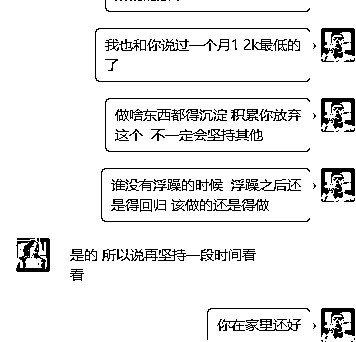 我也和你说过一个月1 2k最低的
了
做啥东西都得沉淀 积累你放弃
这个 不一定会坚持其他
谁没有浮躁的时候 浮躁之后还
是得回归 该做的还是得做
是的 所以说再坚持一段时间看
看
你在家里还好